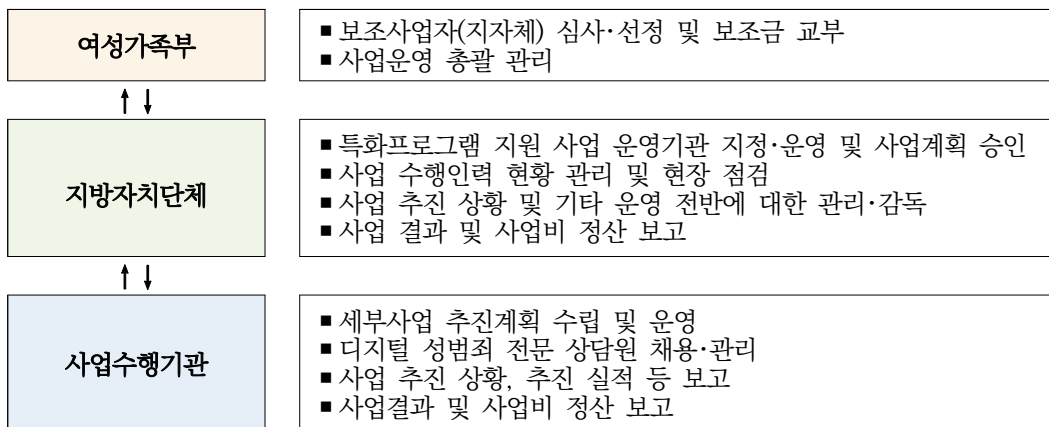 여성가족부
■ 보조사업자(지자체) 심사·선정 및 보조금 교부
■ 사업운영 총괄 관리
↑↓
지방자치단체
■ 특화프로그램 지원 사업 운영기관 지정·운영 및 사업계획 승인
■ 사업 수행인력 현황 관리 및 현장 점검
■ 사업 추진 상황 및 기타 운영 전반에 대한 관리·감독
■ 사업 결과 및 사업비 정산 보고
↑↓
사업수행기관
■ 세부사업 추진계획 수립 및 운영
■ 디지털 성범죄 전문 상담원 채용·관리
■ 사업 추진 상황, 추진 실적 등 보고
■ 사업결과 및 사업비 정산 보고